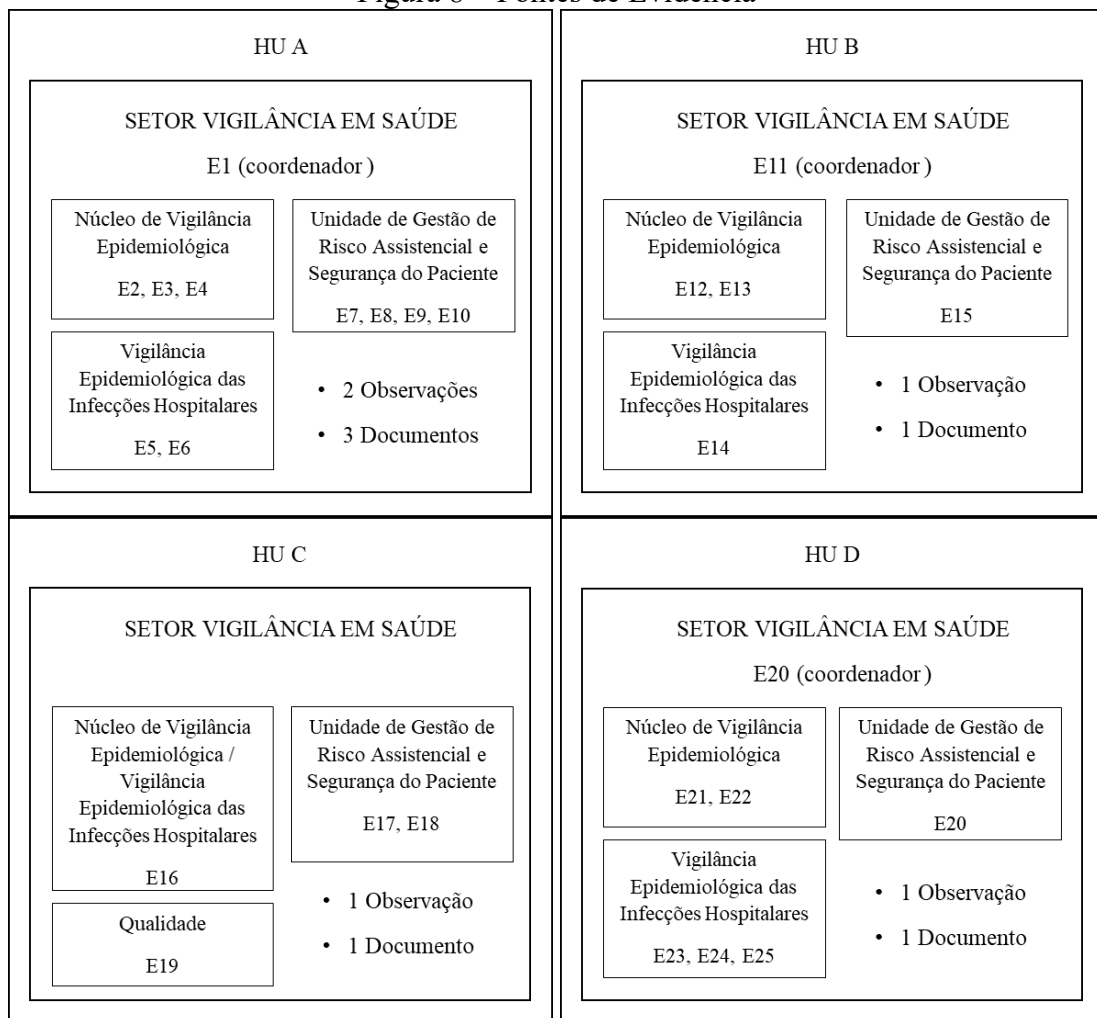 Figura 8 – Fontes de Evidência
HU A
SETOR VIGILÂNCIA EM SAÚDE
E1 (coordenador )
Núcleo de Vigilância
Epidemiológica
E2, E3, E4
Unidade de Gestão de
Risco Assistencial e
Segurança do Paciente
E7, E8, E9, E10
Vigilância
Epidemiológica das
Infecções Hospitalares
E5, E6
• 2 Observações
• 3 Documentos
HU B
SETOR VIGILÂNCIA EM SAÚDE
E11 (coordenador )
Núcleo de Vigilância
Epidemiológica
E12, E13
Unidade de Gestão de
Risco Assistencial e
Segurança do Paciente
E15
Vigilância
Epidemiológica das
Infecções Hospitalares
E14
• 1 Observação
• 1 Documento
HU C
SETOR VIGILÂNCIA EM SAÚDE
Núcleo de Vigilância
Epidemiológica /
Vigilância
Epidemiológica das
Infecções Hospitalares
E16
Unidade de Gestão de
Risco Assistencial e
Segurança do Paciente
E17, E18
Qualidade
E19
• 1 Observação
• 1 Documento
HU D
SETOR VIGILÂNCIA EM SAÚDE
E20 (coordenador )
Núcleo de Vigilância
Epidemiológica
E21, E22
Unidade de Gestão de
Risco Assistencial e
Segurança do Paciente
E20
Vigilância
Epidemiológica das
Infecções Hospitalares
E23, E24, E25
• 1 Observação
• 1 Documento